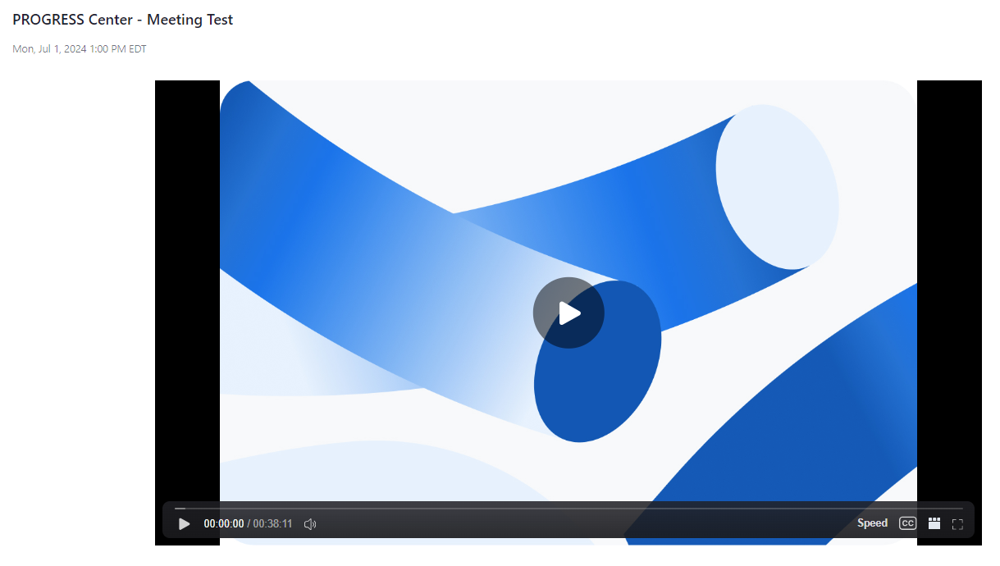 PROGRESS Center - Meeting Test
Mon, Jul 1, 2024 1:00 PM EDT
00:00:00 / 00:38:11
Speed CC